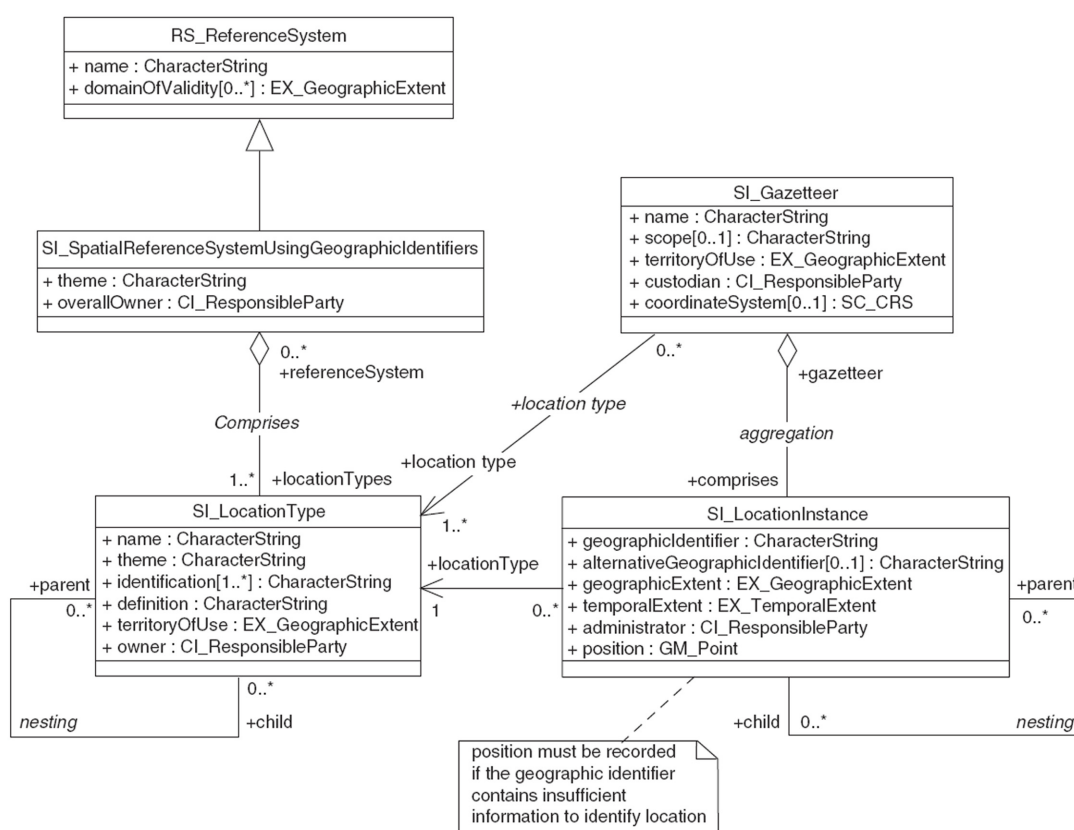 RS_ReferenceSystem
+ name : CharacterString
+ domainOfValidity[0..*] : EX_GeographicExtent
SI_SpatialReferenceSystemUsingGeographicIdentifiers
+ theme : CharacterString
+ overallOwner : CI_ResponsibleParty
SI_Gazetteer
+ name : CharacterString
+ scope[0..1] : CharacterString
+ territoryOfUse : EX_GeographicExtent
+ custodian : CI_ResponsibleParty
+ coordinateSystem[0..1] : SC_CRS
0..*
+referenceSystem
Comprises
1..*
+locationTypes
0..*
+location type
+location type
1..*
+gazetteer
aggregation
+comprises
SI_LocationType
+ name : CharacterString
+ theme : CharacterString
+ identification[1..*] : CharacterString
+ definition : CharacterString
+ territoryOfUse : EX_GeographicExtent
+ owner : CI_ResponsibleParty
+parent
0..*
0..*
nesting
+child
+locationType
1
0..*
SI_LocationInstance
+ geographicIdentifier : CharacterString
+ alternativeGeographicIdentifier[0..1] : CharacterString
+ geographicExtent : EX_GeographicExtent
+ temporalExtent : EX_TemporalExtent
+ administrator : CI_ResponsibleParty
+ position : GM_Point
+parent
0..*
+child
0..*
nesting
position must be recorded
if the geographic identifier
contains insufficient
information to identify location